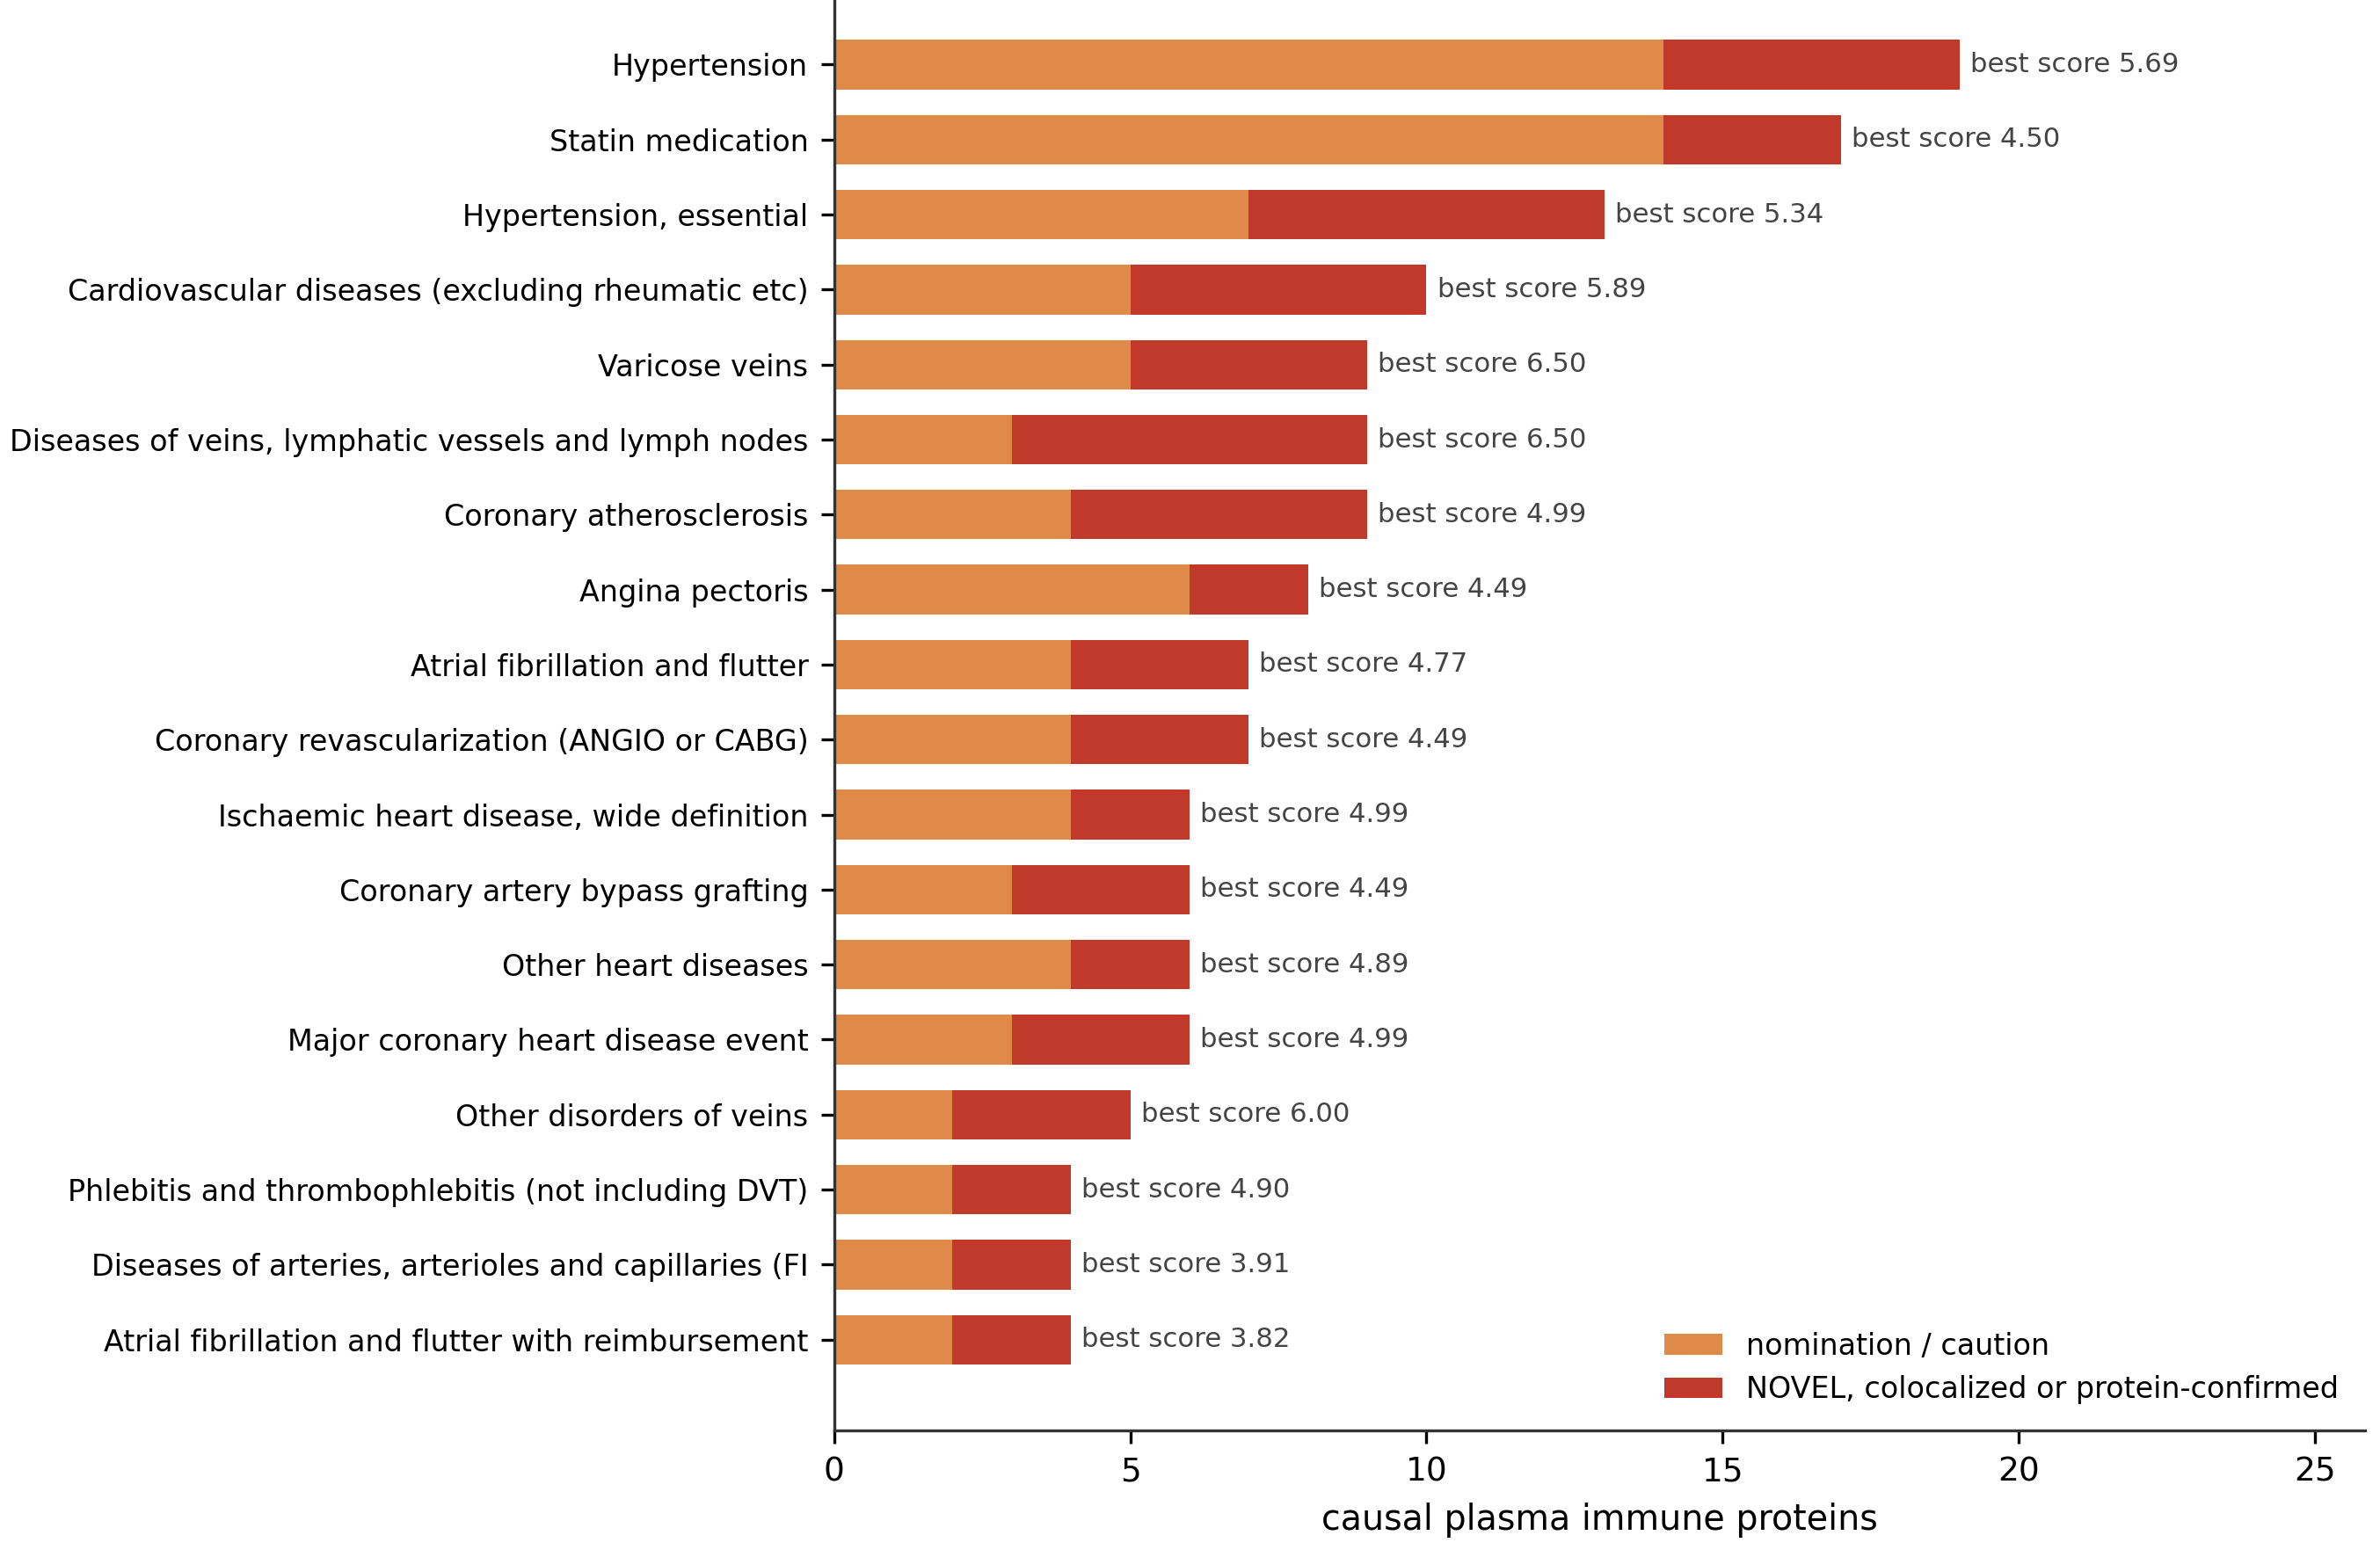 Hypertension best score 5.69
Statin medication best score 4.50
Hypertension, essential best score 5.34
Cardiovascular diseases (excluding rheumatic etc) best score 5.89
Varicose veins best score 6.50
Diseases of veins, lymphatic vessels and lymph nodes best score 6.50
Coronary atherosclerosis best score 4.99
Angina pectoris best score 4.49
Atrial fibrillation and flutter best score 4.77
Coronary revascularization (ANGIO or CABG) best score 4.49
Ischaemic heart disease, wide definition best score 4.99
Coronary artery bypass grafting best score 4.49
Other heart diseases best score 4.89
Major coronary heart disease event best score 4.99
Other disorders of veins best score 6.00
Phlebitis and thrombophlebitis (not including DVT) best score 4.90
Diseases of arteries, arterioles and capillaries (FI best score 3.91
Atrial fibrillation and flutter with reimbursement best score 3.82
nomination / caution
NOVEL, colocalized or protein-confirmed
0 5 10 15 20 25
causal plasma immune proteins